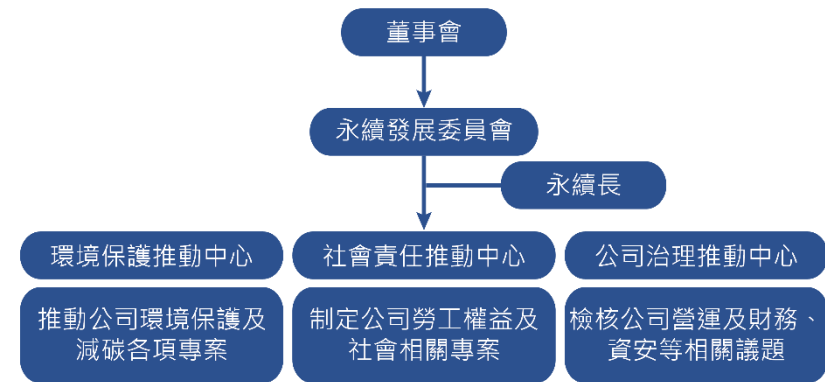 董事會
永續發展委員會
永續長
環境保護推動中心
社會責任推動中心
公司治理推動中心
推動公司環境保護及
減碳各項專案
制定公司勞工權益及
社會相關專案
檢核公司營運及財務、
資安等相關議題